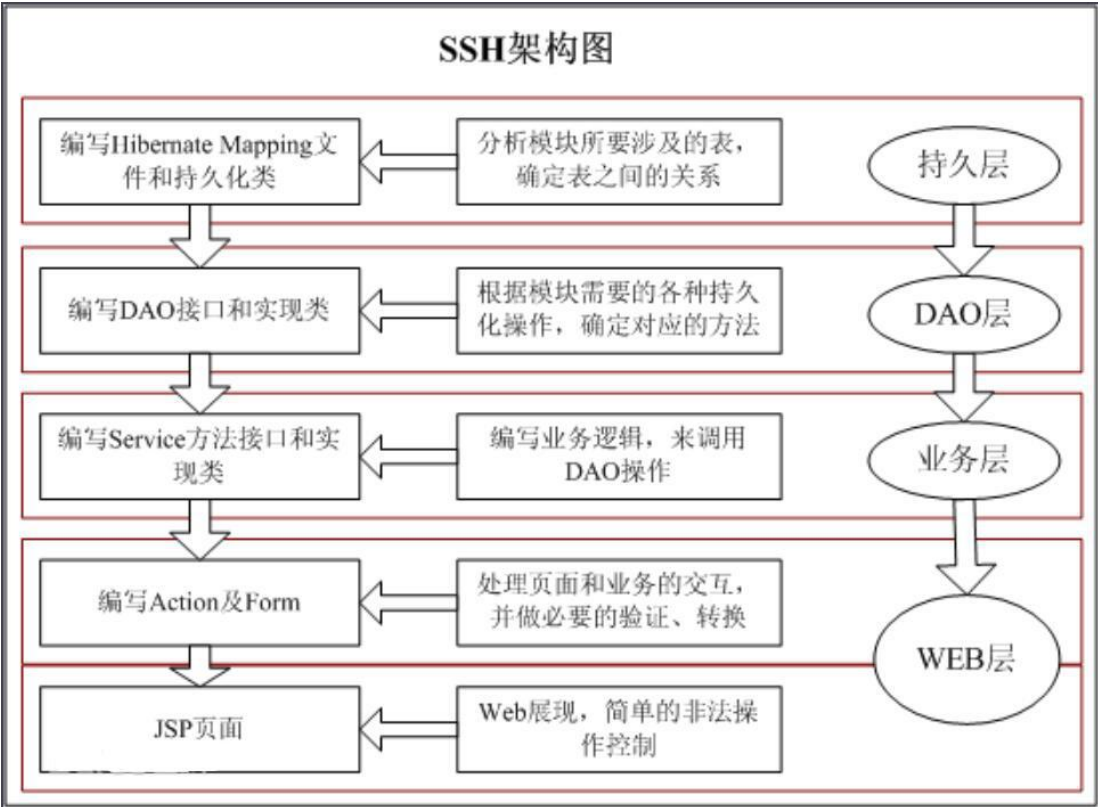 SSH架构图
编写Hibernate Mapping文
件和持久化类
分析模块所要涉及的表，
确定表之间的关系
持久层
编写DAO接口和实现类
根据模块需要的各种持久
化操作，确定对应的方法
DAO层
编写Service方法接口和实
现类
编写业务逻辑，来调用
DAO操作
业务层
编写Action及Form
处理页面和业务的交互，
并做必要的验证、转换
WEB层
JSP页面
Web展现，简单的非法操
作控制